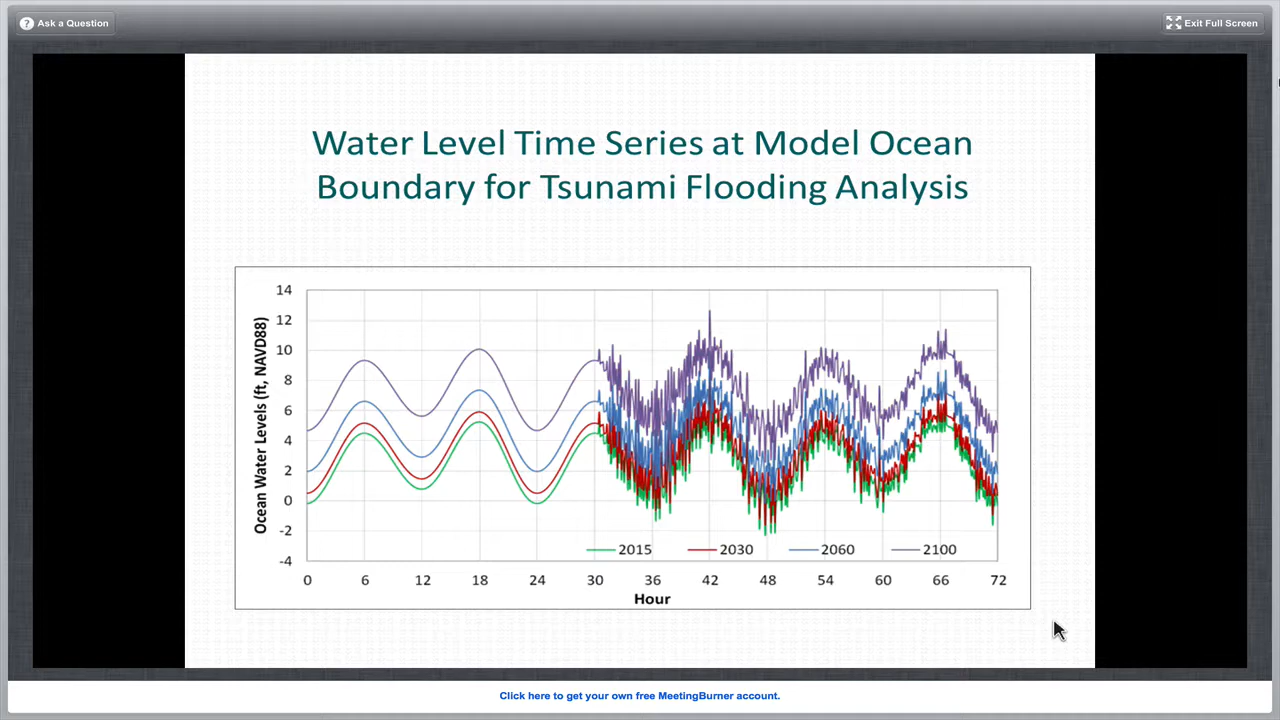 Ask a Question
Exit Full Screen
Water Level Time Series at Model Ocean
Boundary for Tsunami Flooding Analysis
Ocean Water Levels (ft, NAVD88)
14
12
10
8
6
4
2
0
-2
-4
2015 2030 2060 2100
0 6 12 18 24 30 36 42 48 54 60 66 72
Hour
Click here to get your own free MeetingBurner account.